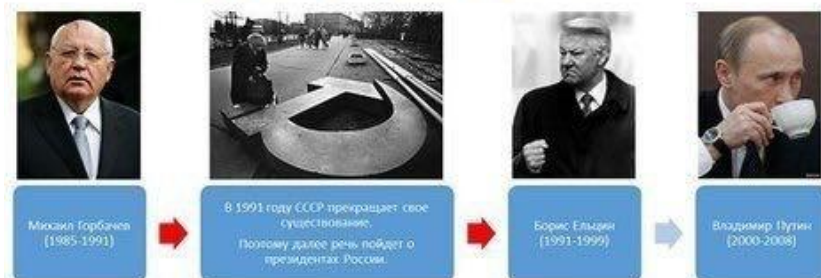 Михаил Горбачев
(1985-1991)
В 1991 году СССР прекращает свое
существование.
Поэтому далее речь пойдет о
президентах России.
Борис Ельцин
(1991-1999)
Владимир Путин
(2000-2008)